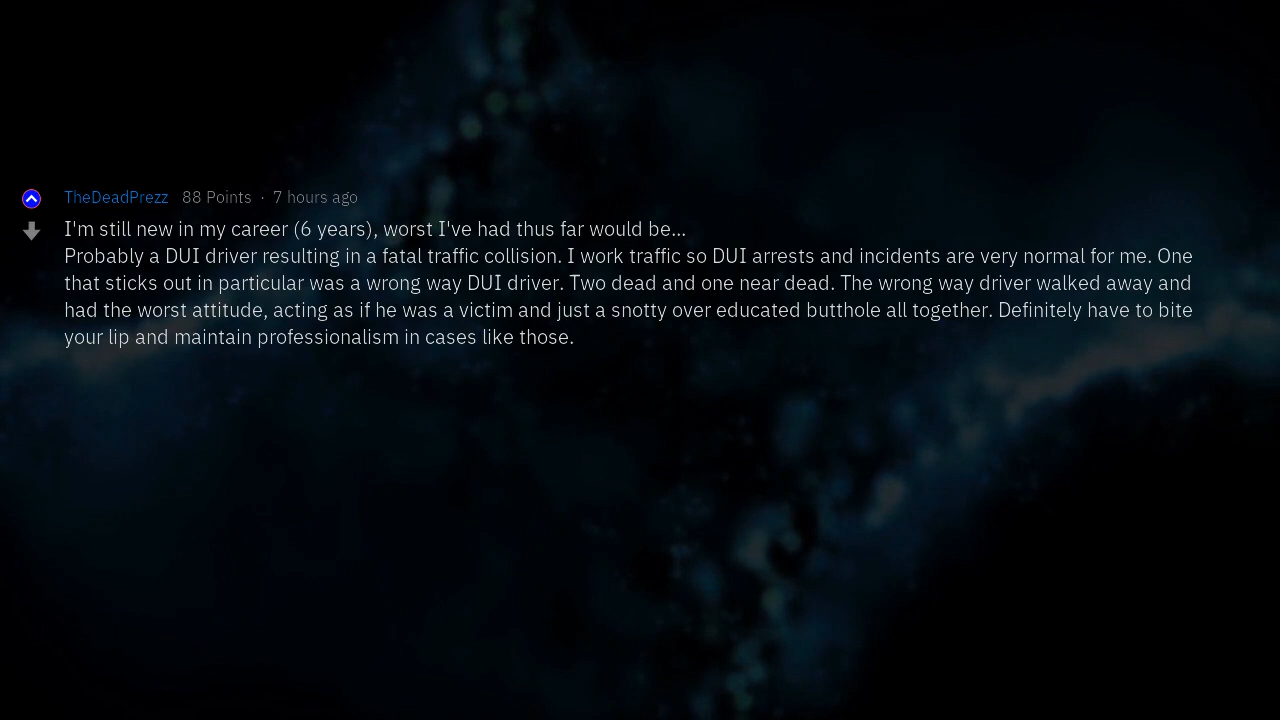 TheDeadPrezz 88 Points · 7 hours ago
I'm still new in my career (6 years), worst I've had thus far would be...
Probably a DUI driver resulting in a fatal traffic collision. I work traffic so DUI arrests and incidents are very normal for me. One
that sticks out in particular was a wrong way DUI driver. Two dead and one near dead. The wrong way driver walked away and
had the worst attitude, acting as if he was a victim and just a snotty over educated butthole all together. Definitely have to bite
your lip and maintain professionalism in cases like those.